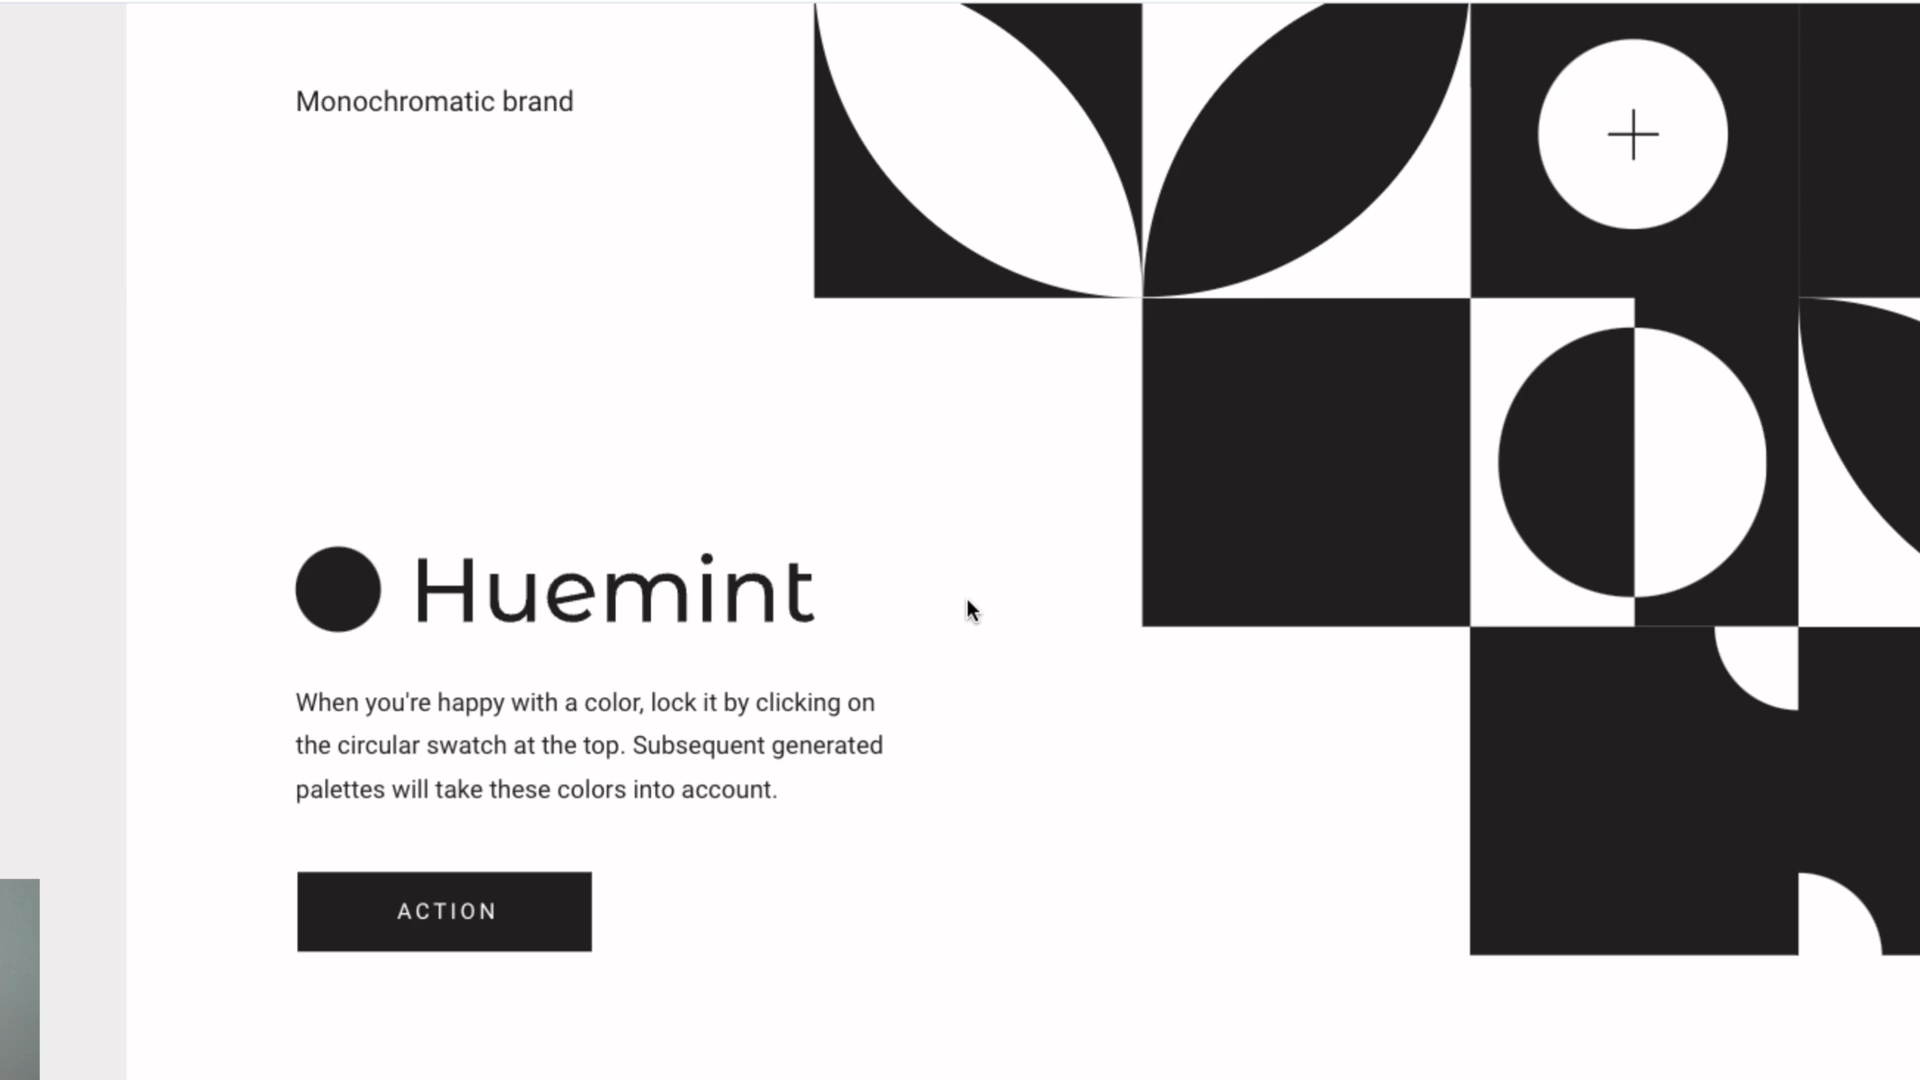 Monochromatic brand
Huemint
When you're happy with a color, lock it by clicking on
the circular swatch at the top. Subsequent generated
palettes will take these colors into account.
ACTION